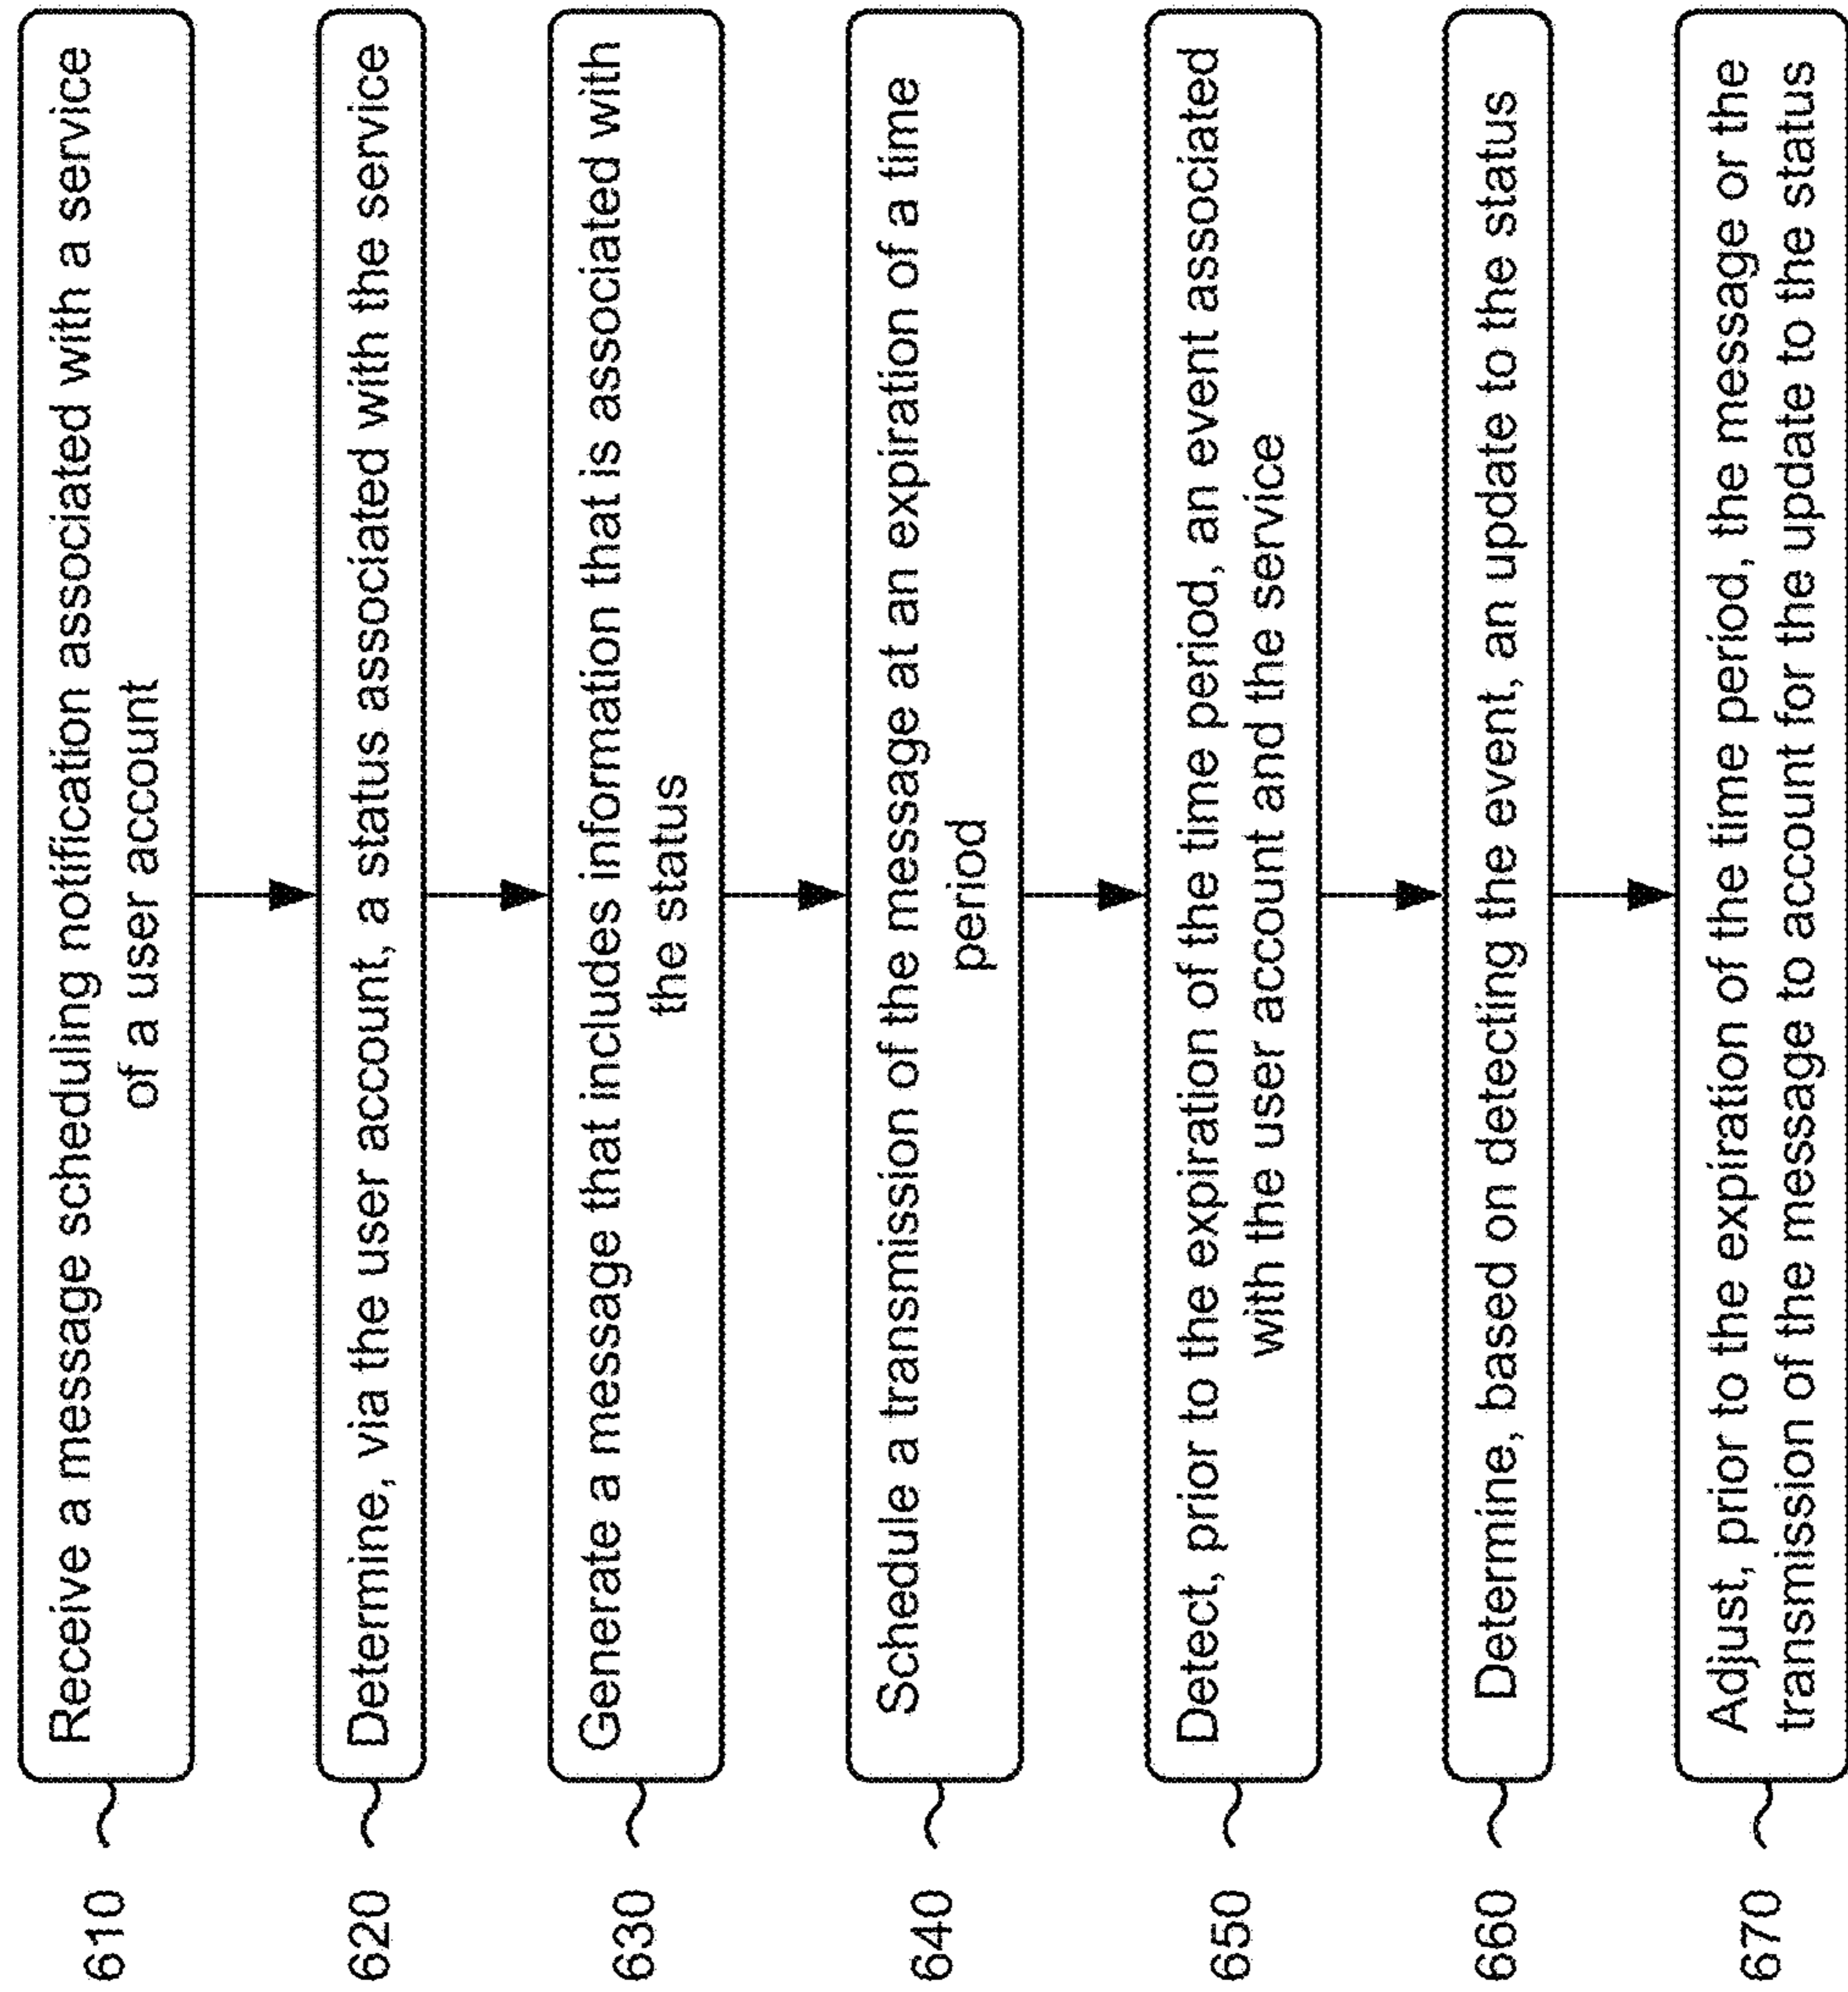 610
Receive a message scheduling notification associated with a service
of a user account
620
Determine, via the user account, a status associated with the service
630
Generate a message that includes information that is associated with
the status
640
Schedule a transmission of the message at an expiration of a time
period
650
Detect, prior to the expiration of the time period, an event associated
with the user account and the service
660
Determine, based on detecting the event, an update to the status
670
Adjust, prior to the expiration of the time period, the message or the
transmission of the message to account for the update to the status